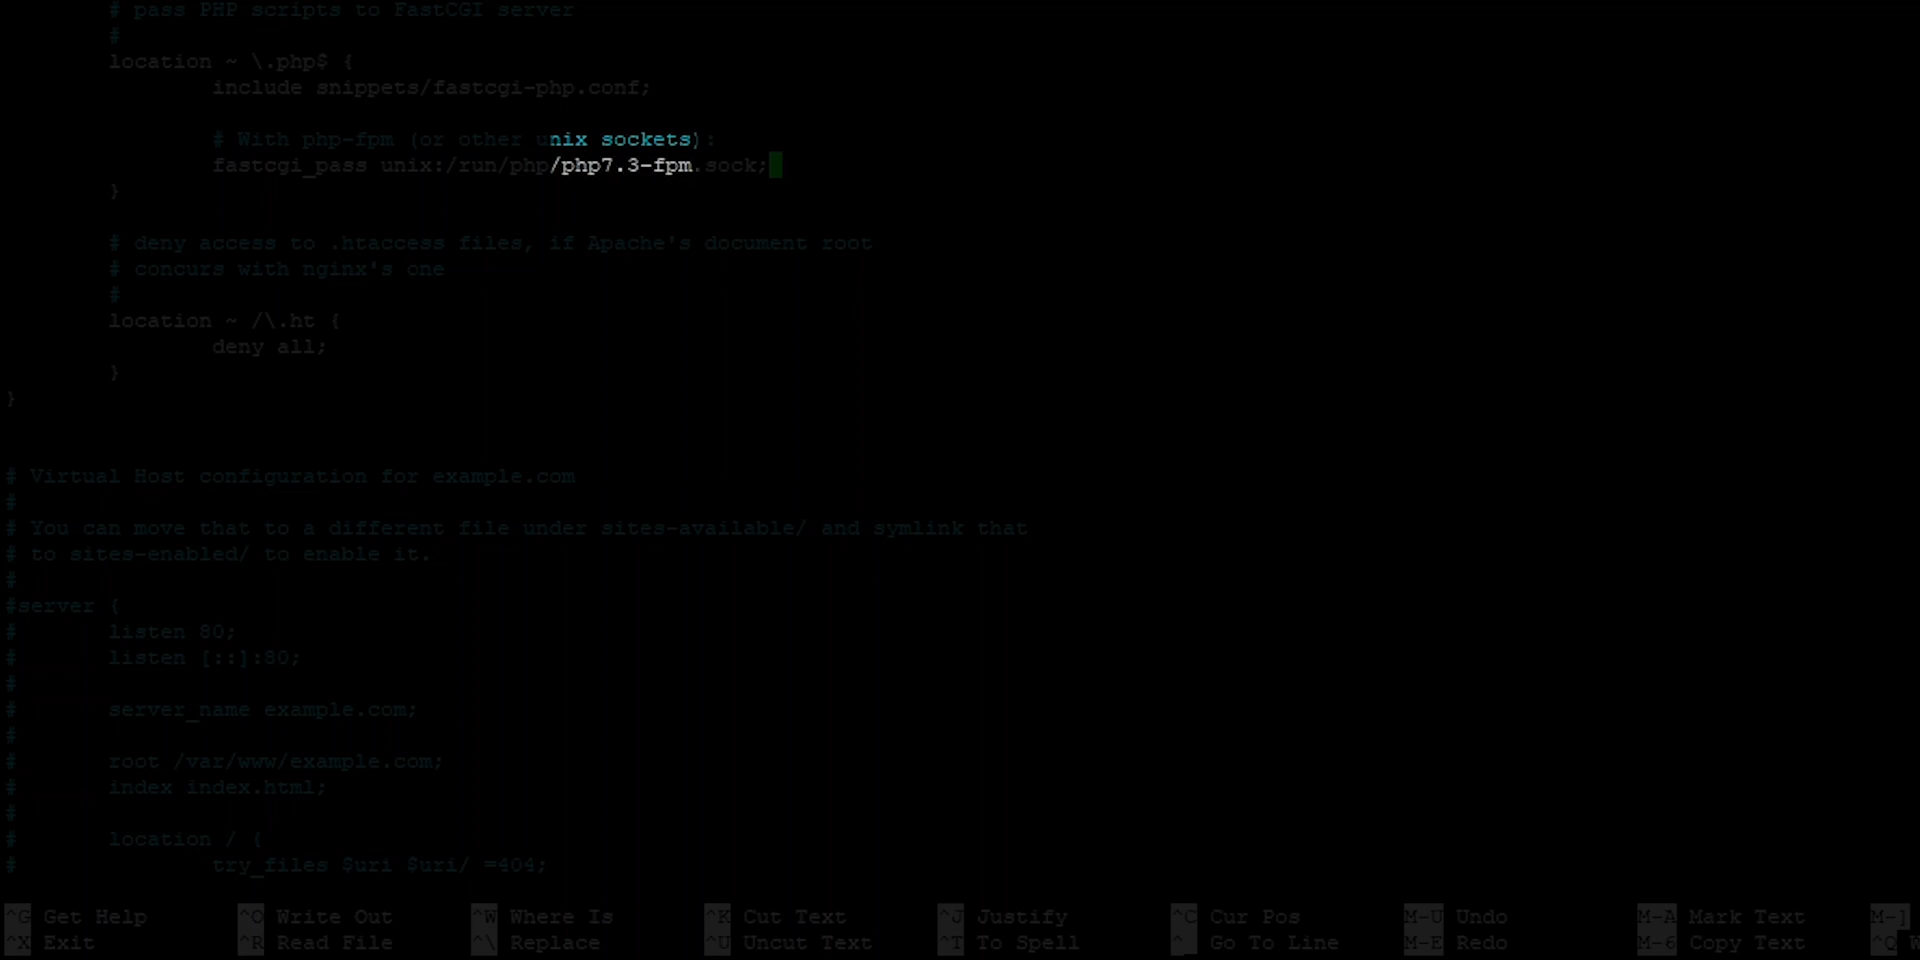 # pass PHP scripts to FastCGI server
#
location ~ \.php$ {
include snippets/fastcgi-php.conf;
# With php-fpm (or other unix sockets):
fastcgi_pass unix:/run/php/php7.3-fpm.sock;
}
# deny access to .htaccess files, if Apache's document root
# concurs with nginx's one
#
location ~ /\.ht {
deny all;
}
}
# Virtual Host configuration for example.com
#
# You can move that to a different file under sites-available/ and symlink that
# to sites-enabled/ to enable it.
#
#server {
# listen 80;
# listen [::]:80;
#
# server_name example.com;
#
# root /var/www/example.com;
# index index.html;
#
# location / {
# try_files $uri $uri/ =404;
^G Get Help ^O Write Out ^W Where Is ^K Cut Text ^J Justify ^C Cur Pos M-U Undo M-A Mark Text M-]
^X Exit ^R Read File ^\ Replace ^U Uncut Text ^T To Spell ^_ Go To Line M-E Redo M-6 Copy Text ^Q W